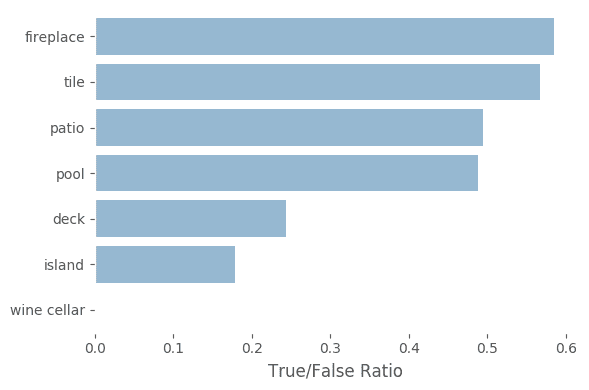 fireplace
tile
patio
pool
deck
island
wine cellar
0.0 0.1 0.2 0.3 0.4 0.5 0.6
True/False Ratio